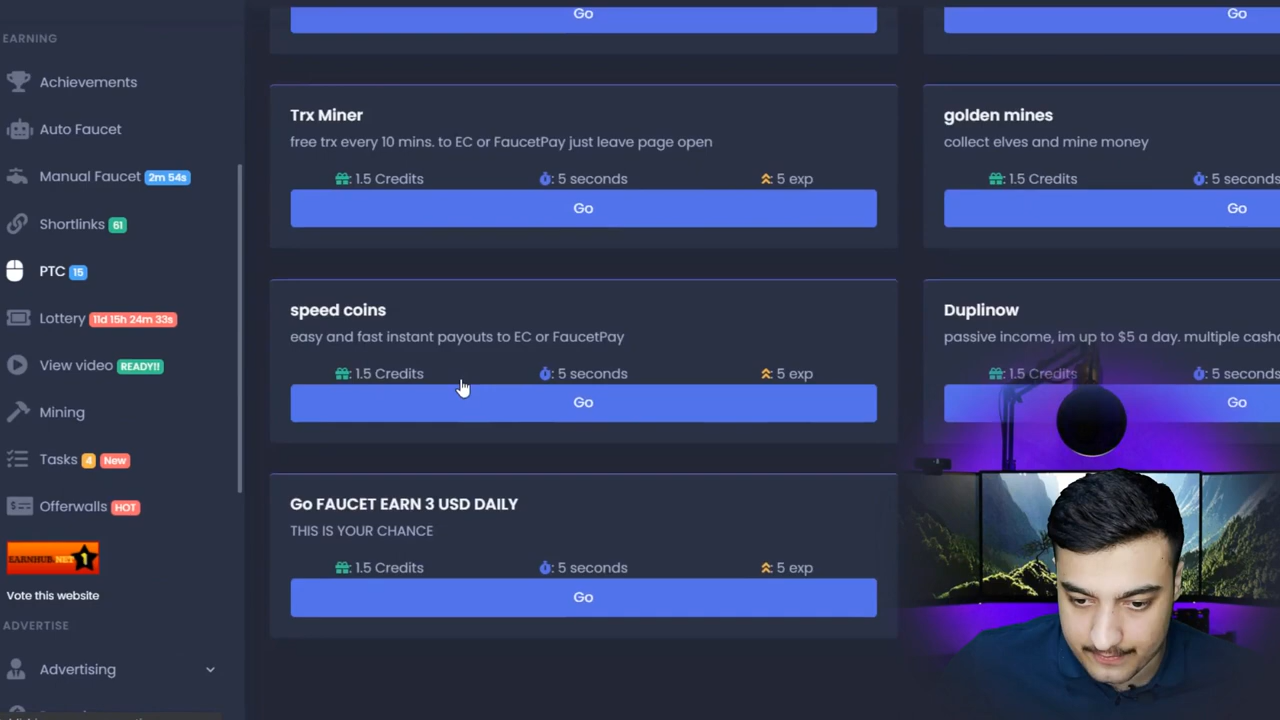 EARNING
Achievements
Auto Faucet
Manual Faucet 2m 54s
Shortlinks 61
PTC 15
Lottery 11d 15h 24m 33s
View video READY!!
Mining
Tasks 4 New
Offerwalls HOT
EARNHUB.NET 1
Vote this website
ADVERTISE
Advertising
Go
Go
Trx Miner
free trx every 10 mins. to EC or FaucetPay just leave page open
: 1.5 Credits : 5 seconds : 5 exp
Go
golden mines
collect elves and mine money
: 1.5 Credits : 5 seconds
Go
speed coins
easy and fast instant payouts to EC or FaucetPay
: 1.5 Credits : 5 seconds : 5 exp
Go
Duplinow
passive income, im up to $5 a day. multiple
: 1.5 Credits : 5 seconds
Go
Go FAUCET EARN 3 USD DAILY
THIS IS YOUR CHANCE
: 1.5 Credits : 5 seconds : 5 exp
Go